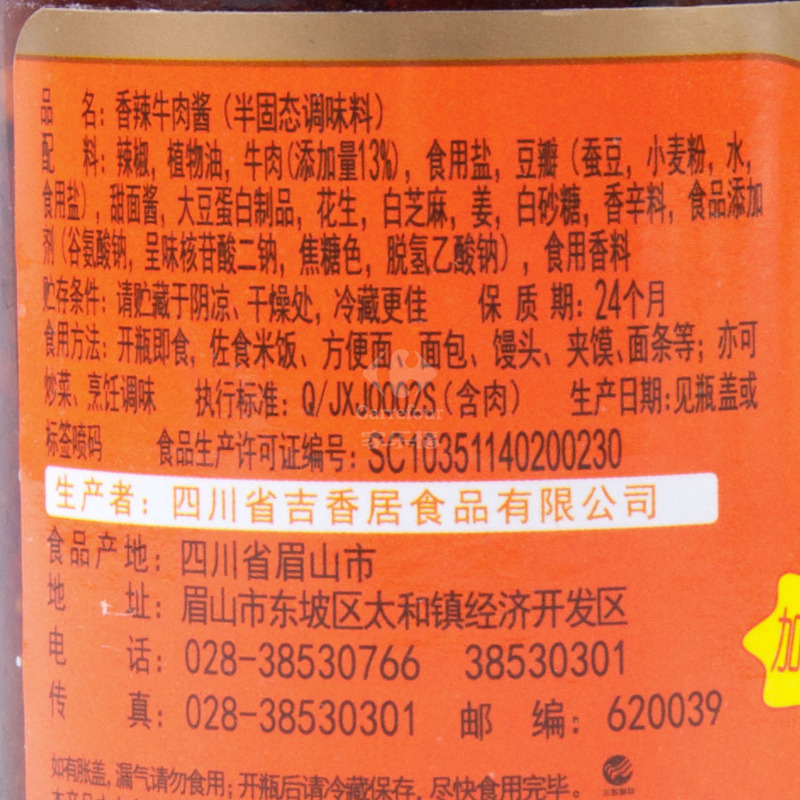 品 名：香辣牛肉酱（半固态调味料）
配 料：辣椒，植物油，牛肉(添加量13%)，食用盐，豆瓣（蚕豆，小麦粉，水，
食用盐），甜面酱，大豆蛋白制品，花生，白芝麻，姜，白砂糖，香辛料，食品添加
剂（谷氨酸钠，呈味核苷酸二钠，焦糖色，脱氢乙酸钠），食用香料
贮存条件：请贮藏于阴凉、干燥处，冷藏更佳 保 质 期：24个月
食用方法：开瓶即食，佐食米饭、方便面、面包、馒头、夹馍、面条等；亦可
炒菜、烹饪调味 执行标准：Q/JXJ0002S（含肉） 生产日期：见瓶盖或
标签喷码 食品生产许可证编号：SC10351140200230
Carrefour
家乐福
生产者：四川省吉香居食品有限公司
食品产地：四川省眉山市
地 址：眉山市东坡区太和镇经济开发区
电 话：028-38530766 38530301
传 真：028-38530301 邮 编：620039
加
如有胀盖，漏气请勿食用；开瓶后请冷藏保存，尽快食用完毕。